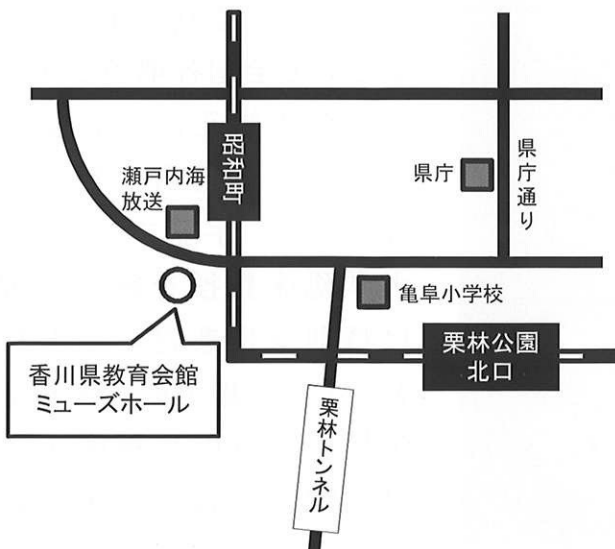 昭和町
瀬戸内海
放送
県庁
県庁通り
亀阜小学校
栗林公園
北口
香川県教育会館
ミューズホール
栗林トンネル